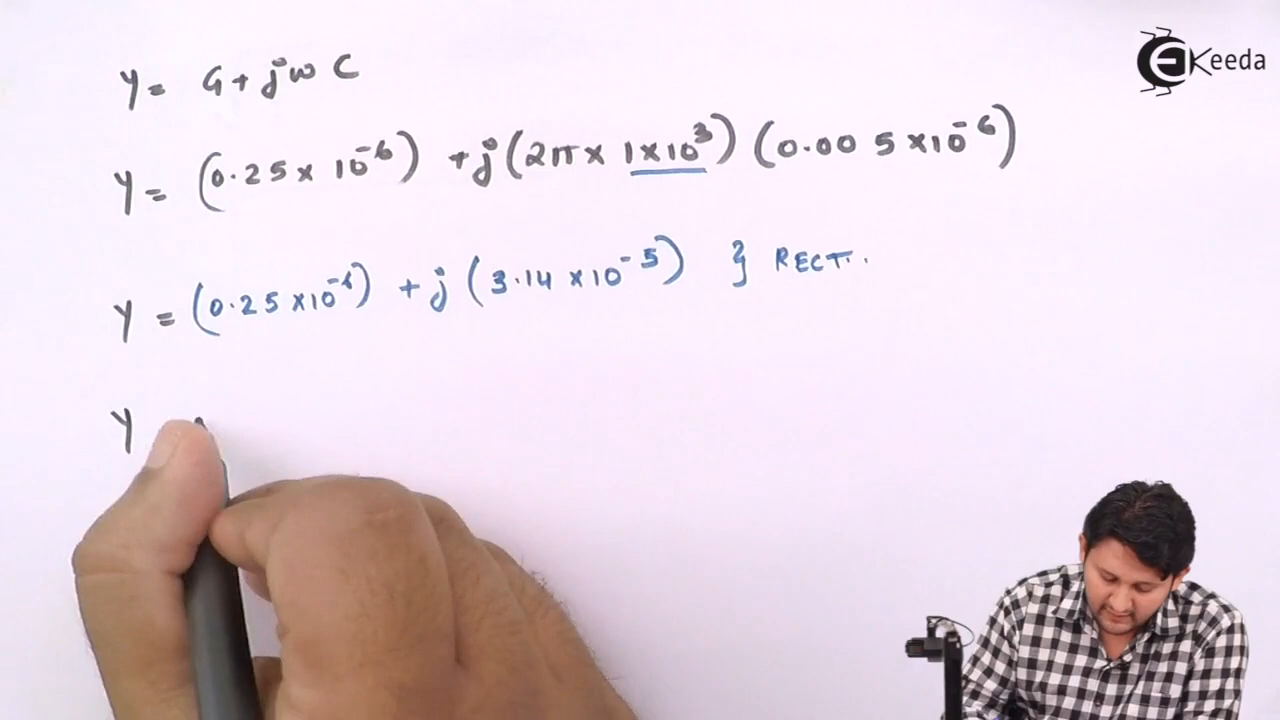 EKeeda
Y = G + jωC
Y = (0.25 × 10⁻⁶) + j(2π × 1×10³) (0.005 ×10⁻⁶)
Y = (0.25 ×10⁻⁶) + j (3.14 ×10⁻⁵) } RECT.
Y